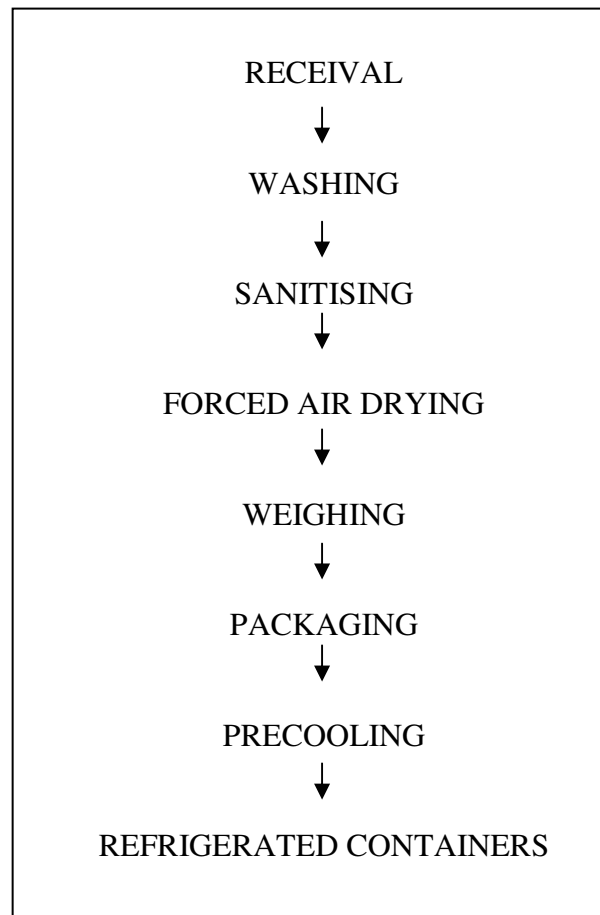 RECEIVAL
WASHING
SANITISING
FORCED AIR DRYING
WEIGHING
PACKAGING
PRECOOLING
REFRIGERATED CONTAINERS